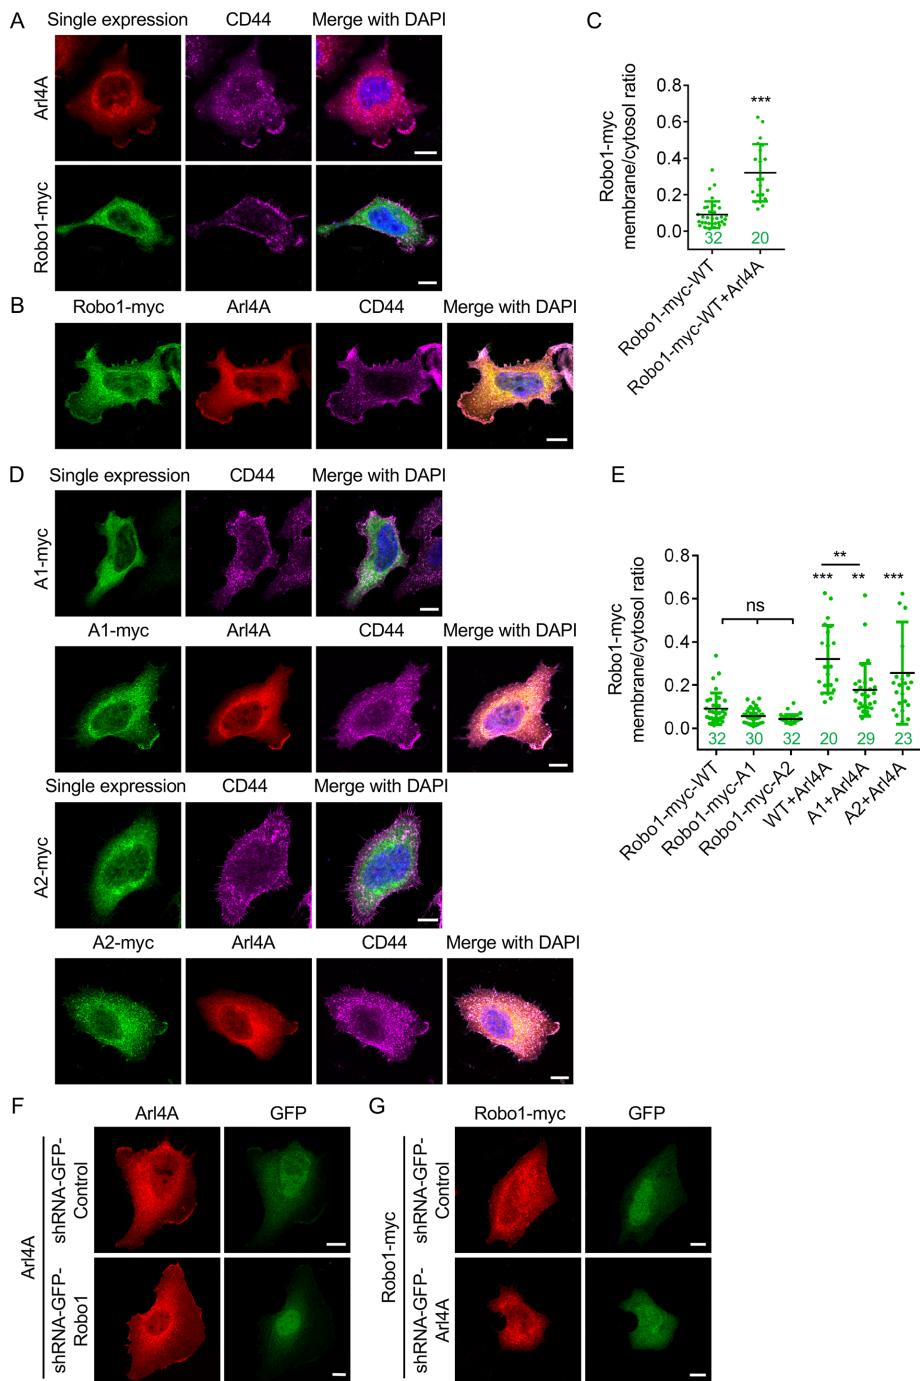 A
Single expression
CD44
Merge with DAPI
Arl4A
Robo1-myc
B
Robo1-myc
Arl4A
CD44
Merge with DAPI
C
Robo1-myc
membrane/cytosol ratio
0.8
0.6
0.4
0.2
0.0
***
32
20
Robo1-myc-WT
Robo1-myc-WT+Arl4A
D
Single expression
CD44
Merge with DAPI
A1-myc
A1-myc
Arl4A
CD44
Merge with DAPI
Single expression
CD44
Merge with DAPI
A2-myc
A2-myc
Arl4A
CD44
Merge with DAPI
E
Robo1-myc
membrane/cytosol ratio
0.8
0.6
0.4
0.2
0.0
ns
**
***
**
***
32
30
32
20
29
23
Robo1-myc-WT
Robo1-myc-A1
Robo1-myc-A2
WT+Arl4A
A1+Arl4A
A2+Arl4A
F
Arl4A
GFP
Arl4A
shRNA-GFP-
Control
shRNA-GFP-
Robo1
G
Robo1-myc
GFP
Robo1-myc
shRNA-GFP-
Control
shRNA-GFP-
Arl4A